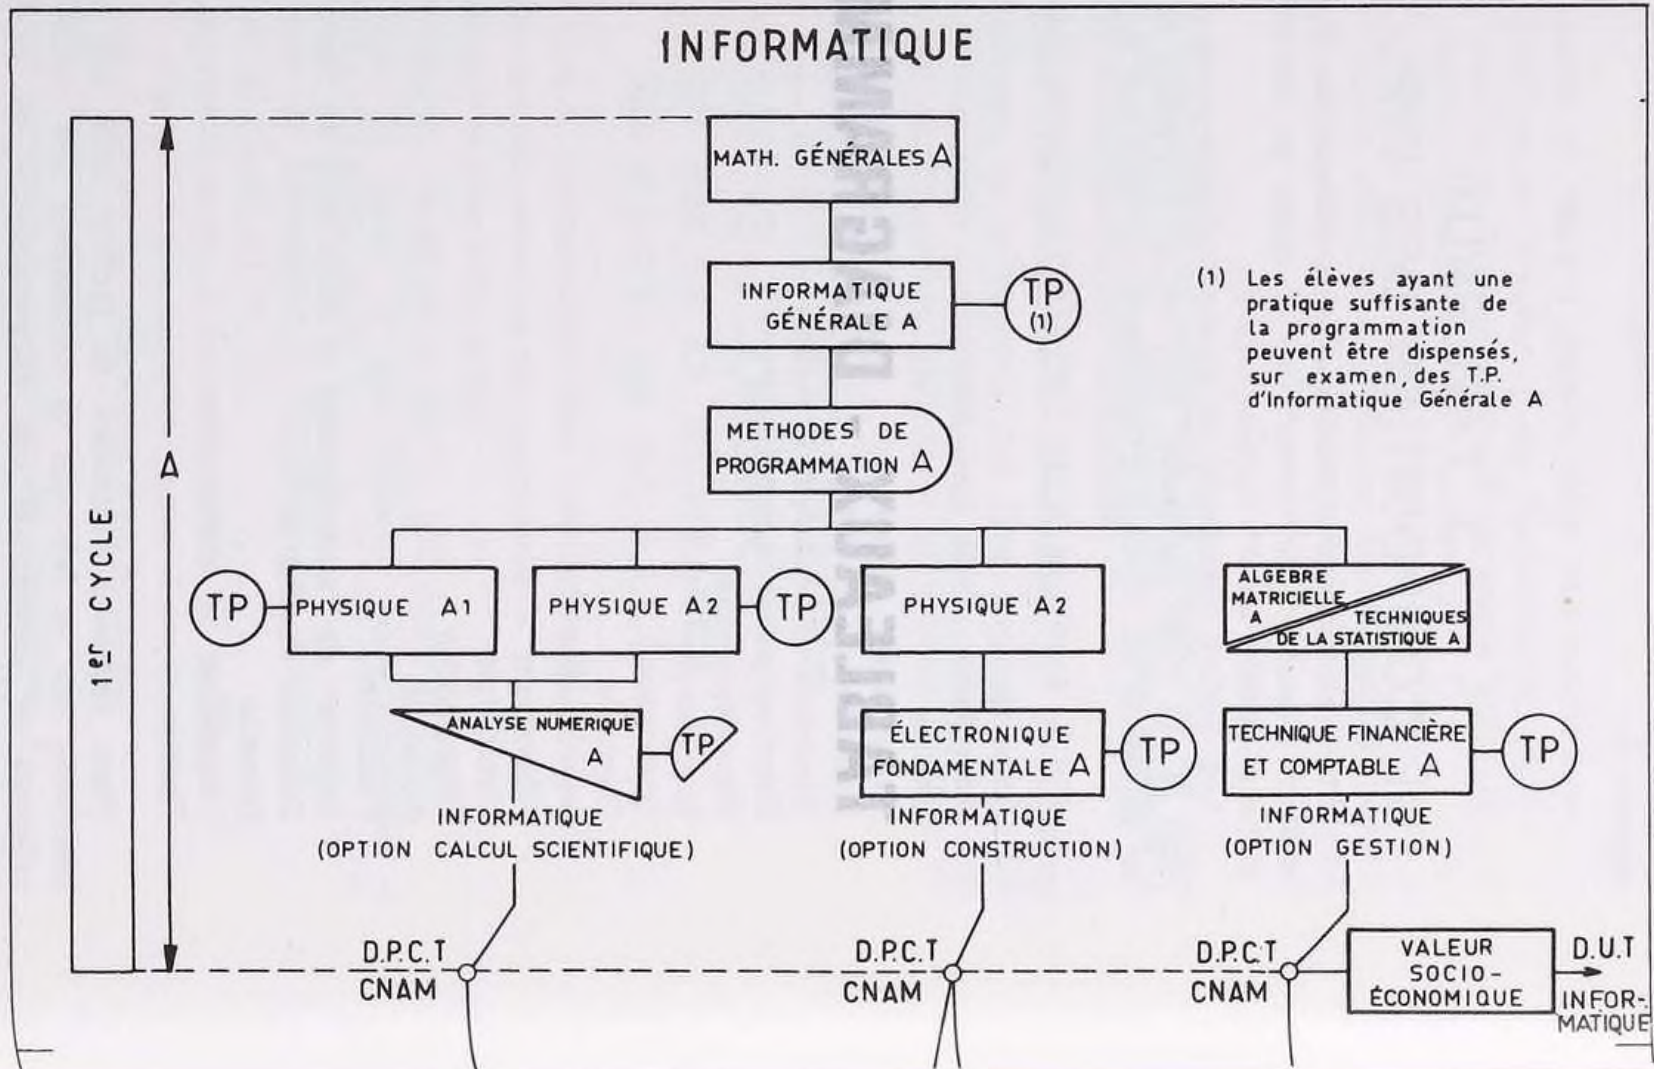 INFORMATIQUE
MATH. GÉNÉRALES A
INFORMATIQUE
GÉNÉRALE A
TP
(1)
(1) Les élèves ayant une
pratique suffisante de
la programmation
peuvent être dispensés,
sur examen, des T.P.
d'Informatique Générale A
METHODES DE
PROGRAMMATION A
1er CYCLE
A
TP
PHYSIQUE A1
PHYSIQUE A2
TP
PHYSIQUE A2
ALGEBRE
MATRICIELLE
A
TECHNIQUES
DE LA STATISTIQUE A
ANALYSE NUMERIQUE
A
TP
ÉLECTRONIQUE
FONDAMENTALE A
TP
TECHNIQUE FINANCIÈRE
ET COMPTABLE A
TP
INFORMATIQUE
(OPTION CALCUL SCIENTIFIQUE)
INFORMATIQUE
(OPTION CONSTRUCTION)
INFORMATIQUE
(OPTION GESTION)
D.P.C.T
CNAM
D.P.C.T
CNAM
D.P.C.T
CNAM
VALEUR
SOCIO-
ÉCONOMIQUE
D.U.T
INFOR-
MATIQUE